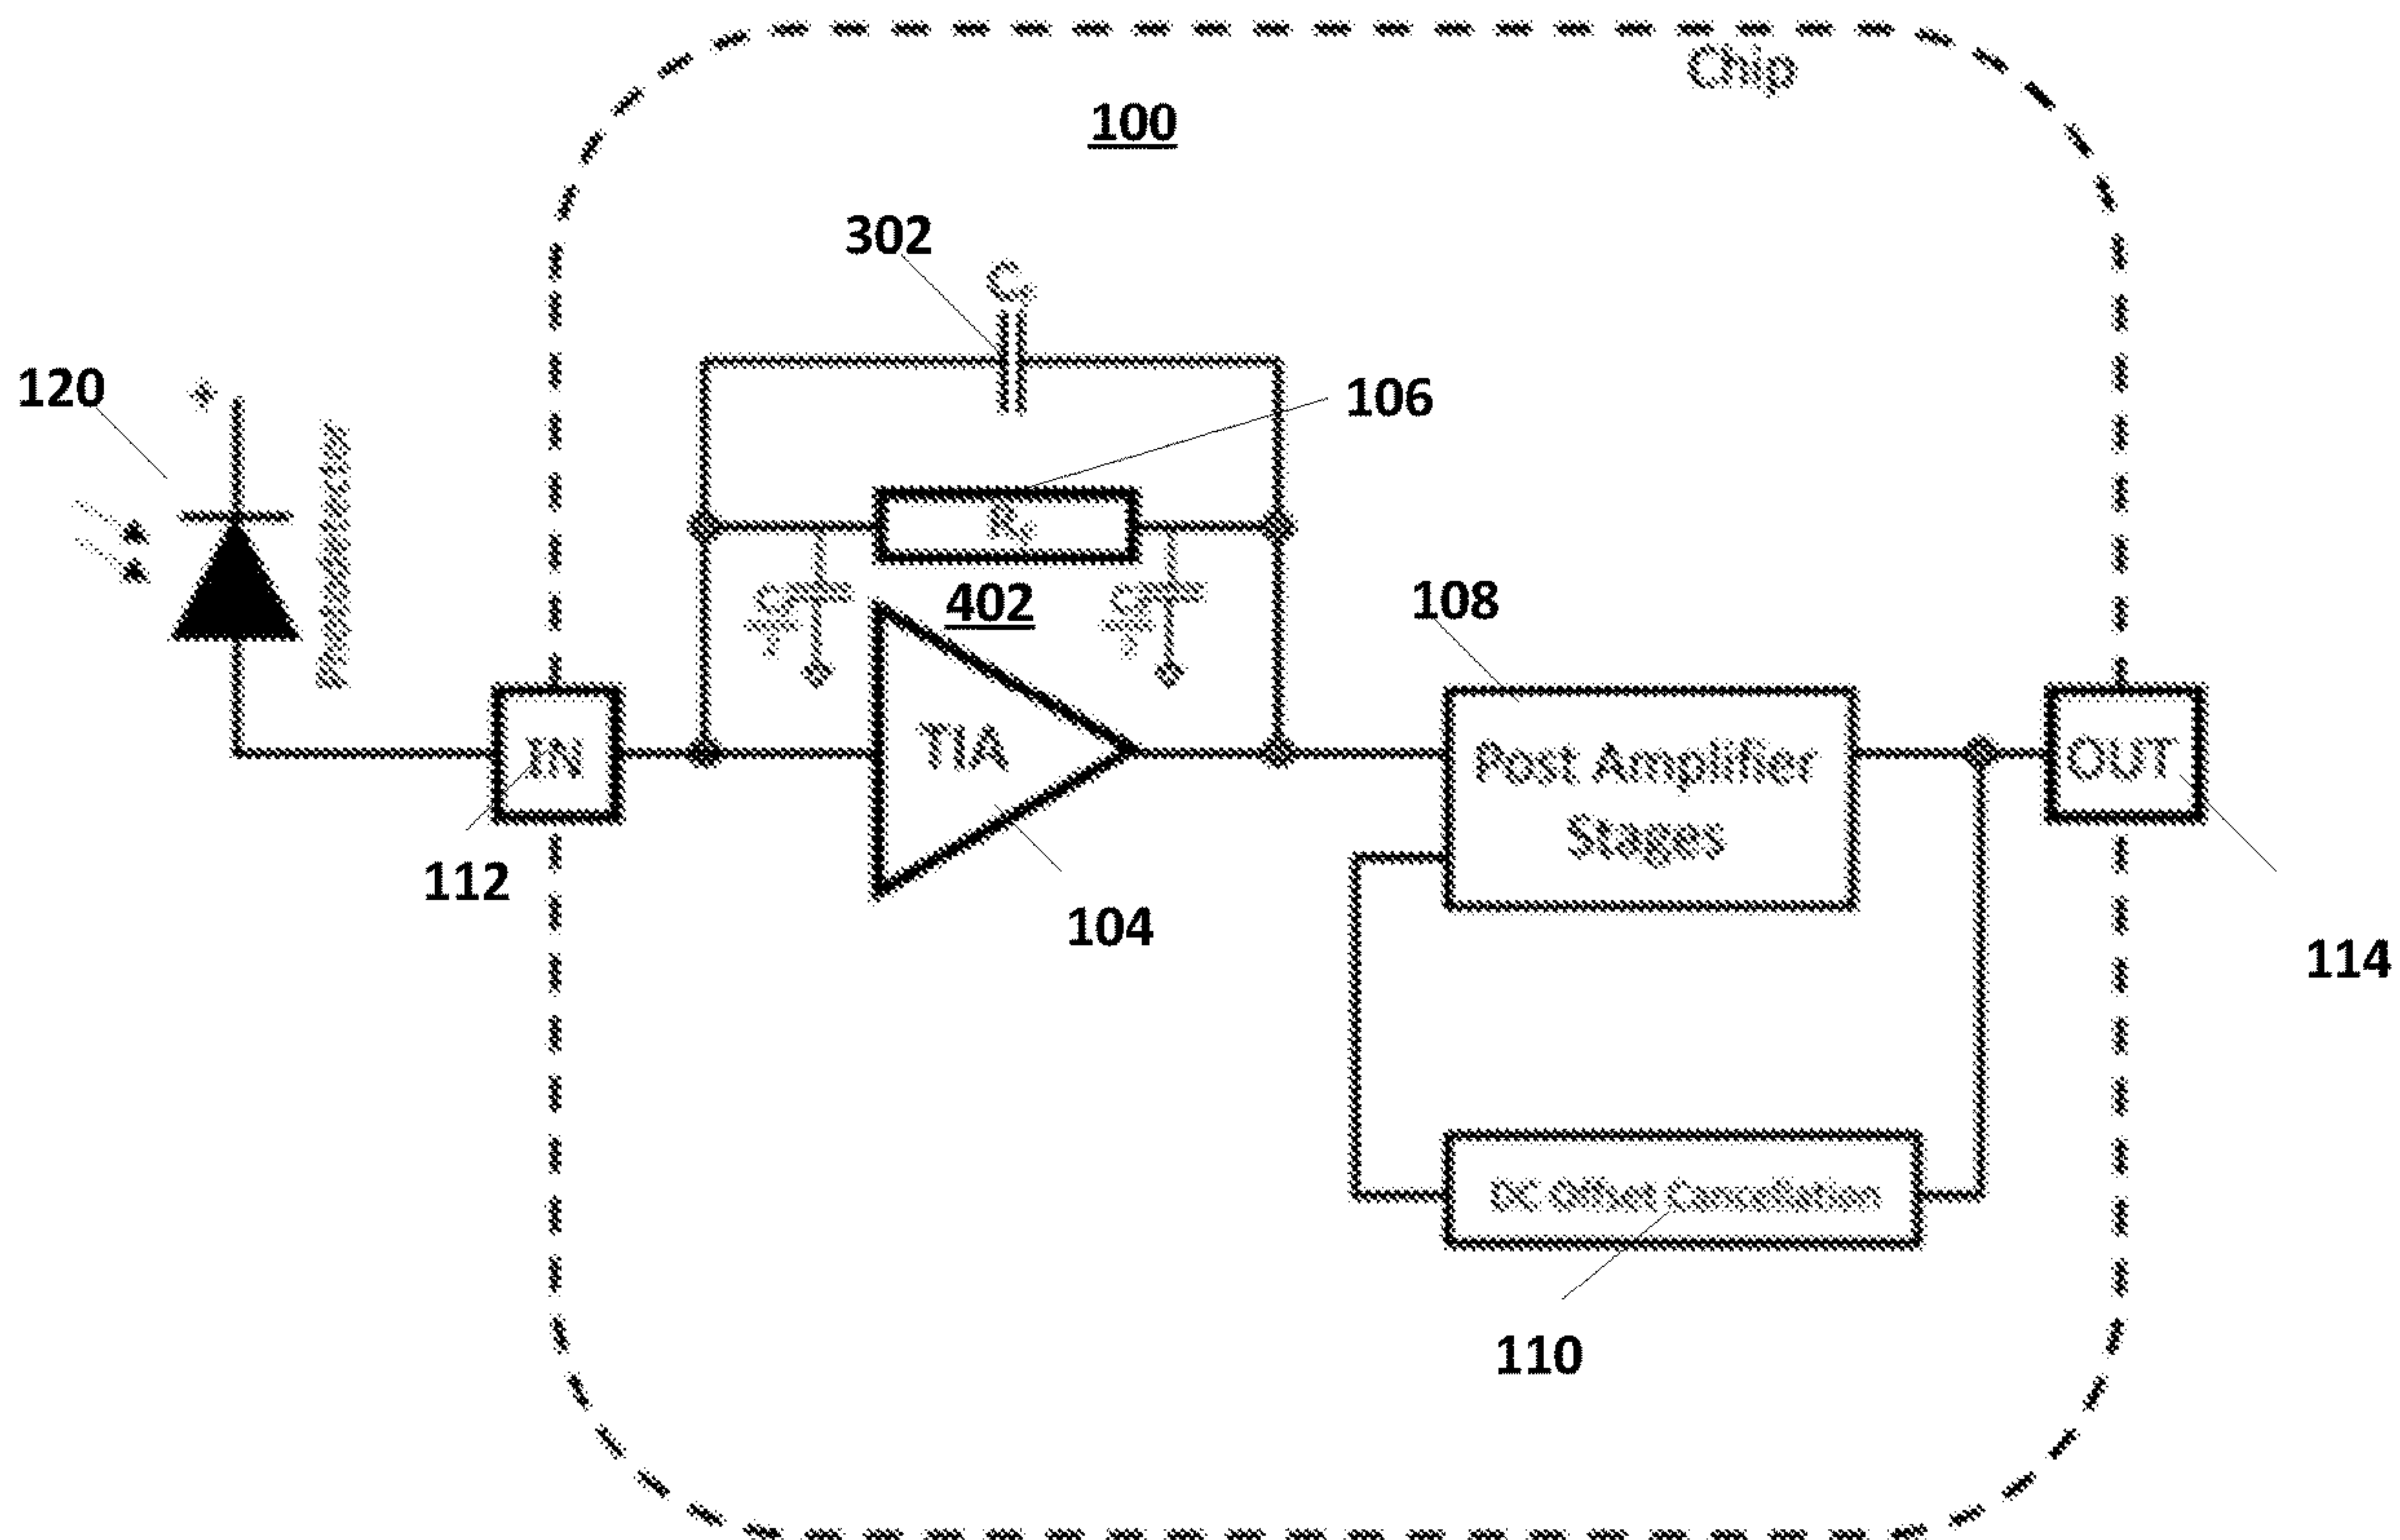 Chip
100
302
C
120
106
Photodetector
R
402
108
IN
TIA
Post Amplifier
Stages
OUT
112
104
114
DC Offset Cancellation
110